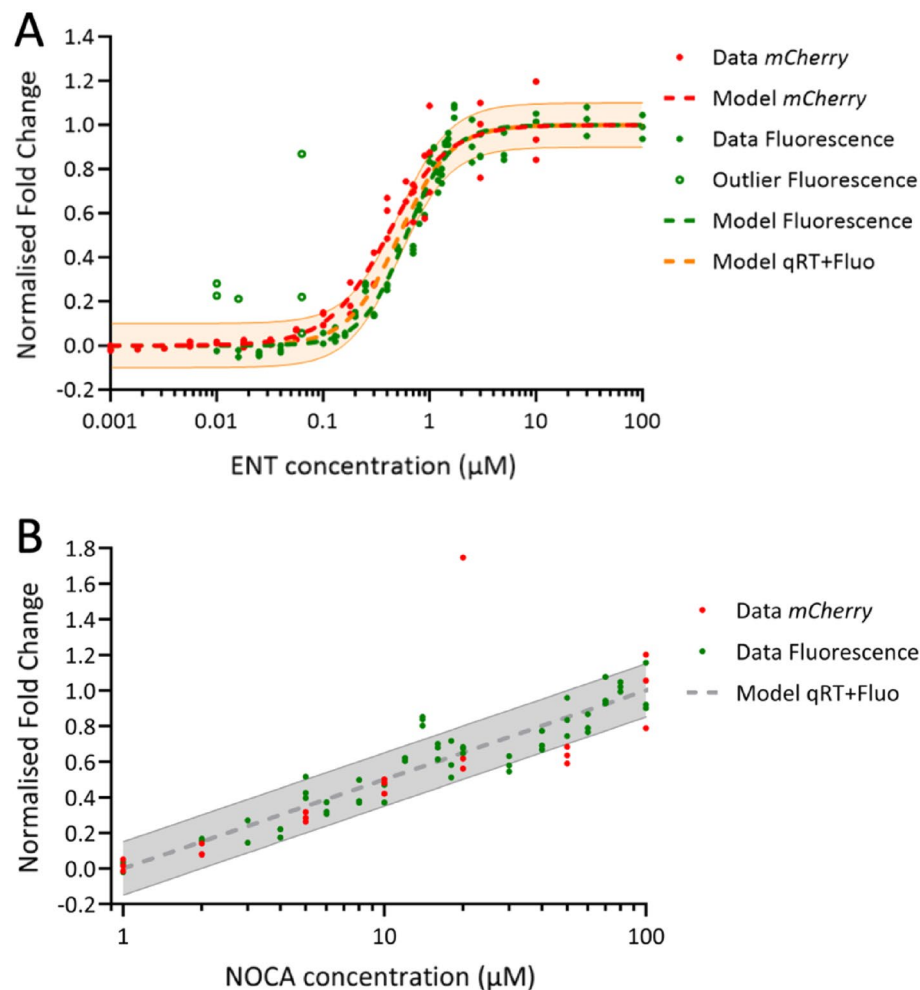 A
1.4
1.2
1.0
0.8
0.6
0.4
0.2
0.0
-0.2
Normalised Fold Change
0.001
0.01
0.1
1
10
100
ENT concentration (µM)
Data mCherry
Model mCherry
Data Fluorescence
Outlier Fluorescence
Model Fluorescence
Model qRT+Fluo
B
1.8
1.6
1.4
1.2
1.0
0.8
0.6
0.4
0.2
0.0
-0.2
Normalised Fold Change
1
10
100
NOCA concentration (µM)
Data mCherry
Data Fluorescence
Model qRT+Fluo